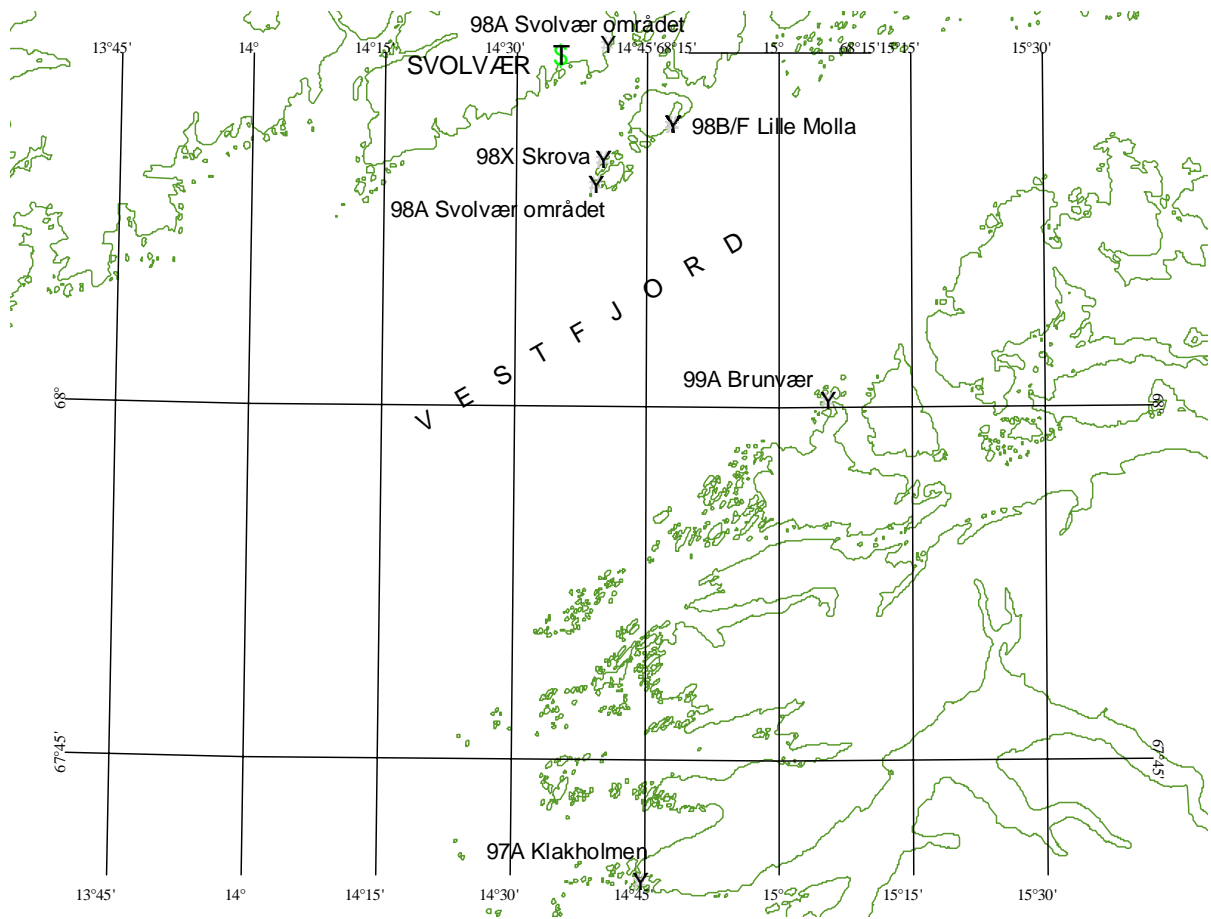 98A Svolvær området
Y
13°45' 14° 14°15' 14°30' 14°45' 68°15' 15° 68°15' 15°15' 15°30'
S T
SVOLVÆR
Y 98B/F Lille Molla
98X Skrova Y
Y
98A Svolvær området
VESTFJORD
99A Brunvær
Y
68° 68°
67°45' 67°45'
97A Klakholmen
Y
13°45' 14° 14°15' 14°30' 14°45' 15° 15°15' 15°30'